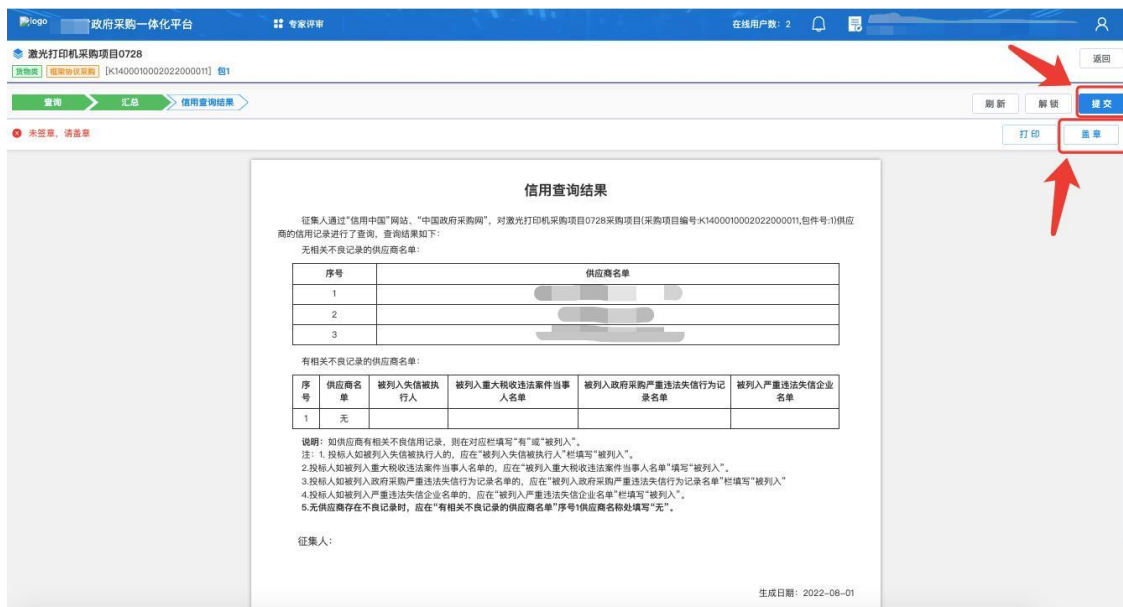 logo 政府采购一体化平台 专家评审 在线用户数：2
激光打印机采购项目0728 返回
货物类 框架协议采购 [K1400010002022000011] 包1
查询 汇总 信用查询结果 刷新 解锁 提交
未签章，请盖章 打印 盖章
信用查询结果
征集人通过“信用中国”网站、“中国政府采购网”，对激光打印机采购项目0728采购项目(采购项目编号:K1400010002022000011,包件号:1)供应
商的信用记录进行了查询，查询结果如下：
无相关不良记录的供应商名单：
序号 供应商名单
1
2
3
有相关不良记录的供应商名单：
序号 供应商名单 被列入失信被执行人 被列入重大税收违法案件当事人名单 被列入政府采购严重违法失信行为记录名单 被列入严重违法失信企业名单
1 无
说明：如供应商有相关不良信用记录，则在对应栏填写“有”或“被列入”。
注：1. 投标人如被列入失信被执行人的，应在“被列入失信被执行人”栏填写“被列入”。
2.投标人如被列入重大税收违法案件当事人名单的，应在“被列入重大税收违法案件当事人名单”填写“被列入”。
3.投标人如被列入政府采购严重违法失信行为记录名单的，应在“被列入政府采购严重违法失信行为记录名单”栏填写“被列入”
4.投标人如被列入严重违法失信企业名单的，应在“被列入严重违法失信企业名单”栏填写“被列入”。
5.无供应商存在不良记录时，应在“有相关不良记录的供应商名单”序号1供应商名称处填写“无”。
征集人：
生成日期：2022-08-01